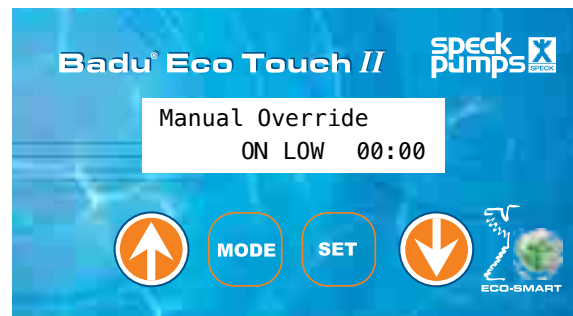 Badu® Eco Touch II
speck pumps
SPECK
Manual Override
ON LOW 00:00
MODE
SET
ECO-SMART